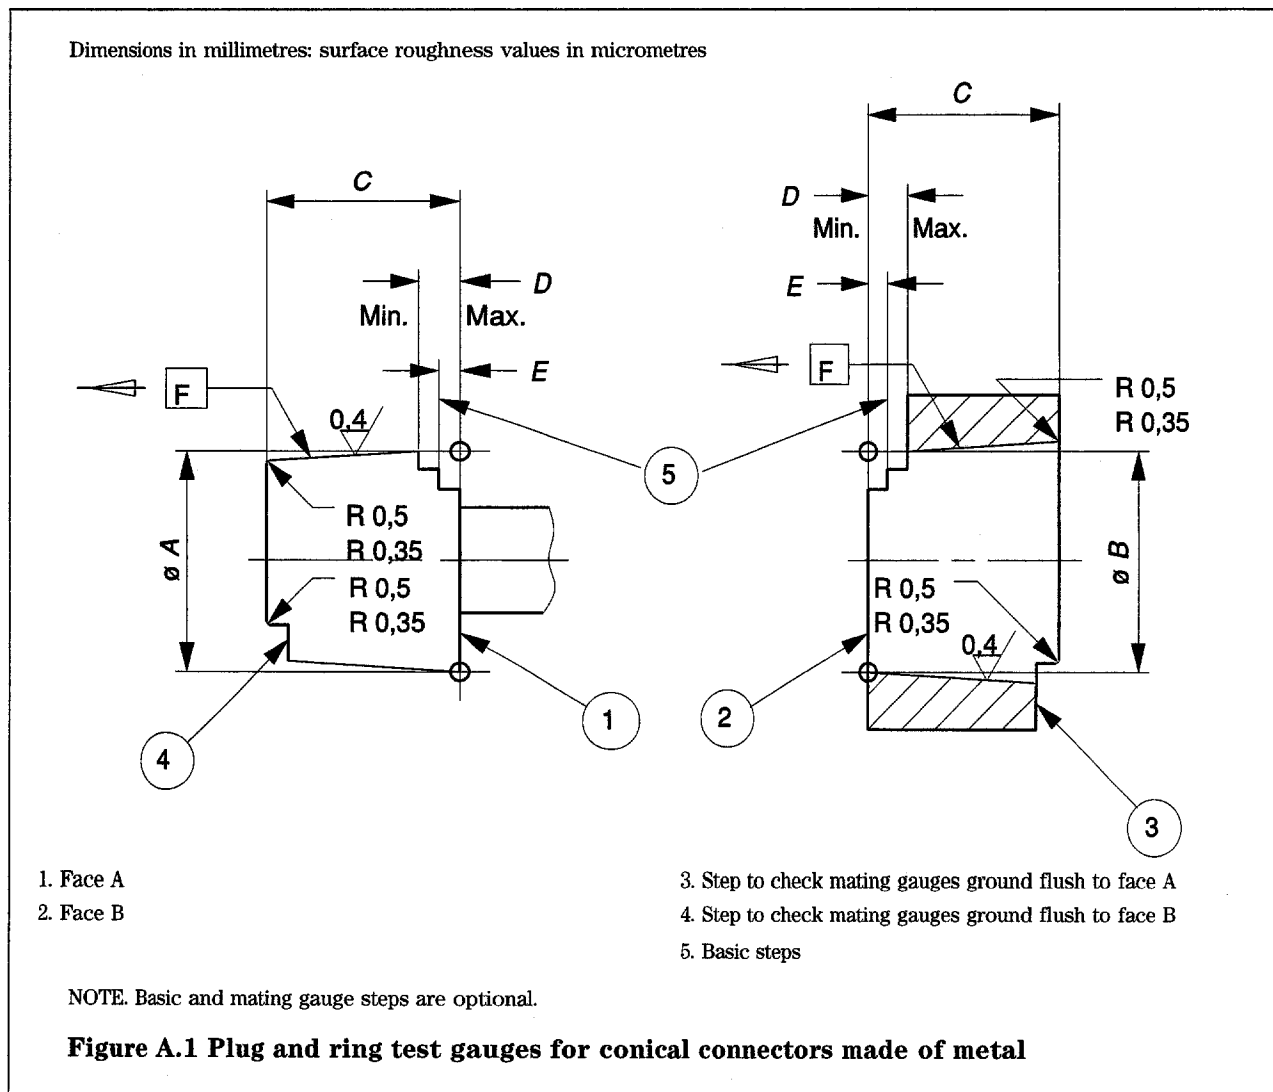 Dimensions in millimetres: surface roughness values in micrometres
C
D
Min. Max.
E
F
0,4
R 0,5
R 0,35
R 0,5
R 0,35
ø A
4
1
5
C
D
Min. Max.
E
F
R 0,5
R 0,35
ø B
R 0,5
R 0,35
0,4
2
3
1. Face A
2. Face B
3. Step to check mating gauges ground flush to face A
4. Step to check mating gauges ground flush to face B
5. Basic steps
NOTE. Basic and mating gauge steps are optional.
Figure A.1 Plug and ring test gauges for conical connectors made of metal